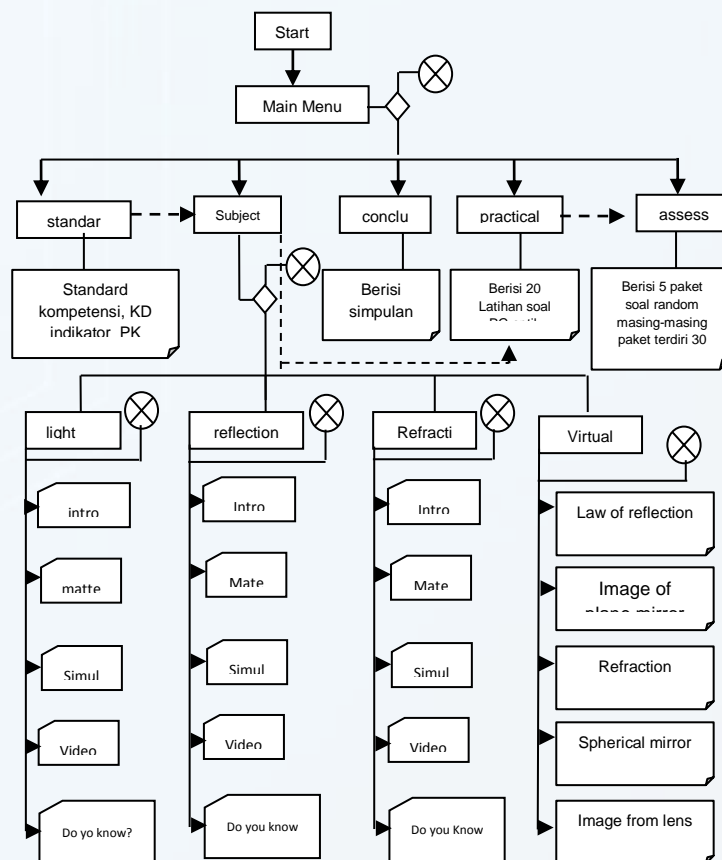 Start
Main Menu
standar
Subject
conclu
practical
assess
Standard
kompetensi, KD
indikator, PK
Berisi
simpulan
Berisi 20
Latihan soal
Berisi 5 paket
soal random
masing-masing
paket terdiri 30
light
reflection
Refracti
Virtual
intro
matte
Simul
Video
Do yo know?
Intro
Mate
Simul
Video
Do you know
Intro
Mate
Simul
Video
Do you Know
Law of reflection
Image of
plane mirror
Refraction
Spherical mirror
Image from lens